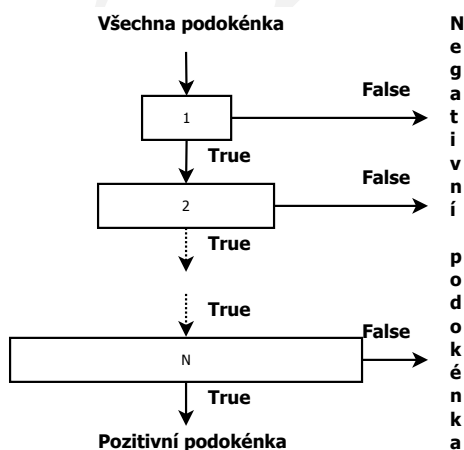 Všechna podokénka
1
False
True
2
False
True
True
N
False
True
Pozitivní podokénka
Negativní podokénka